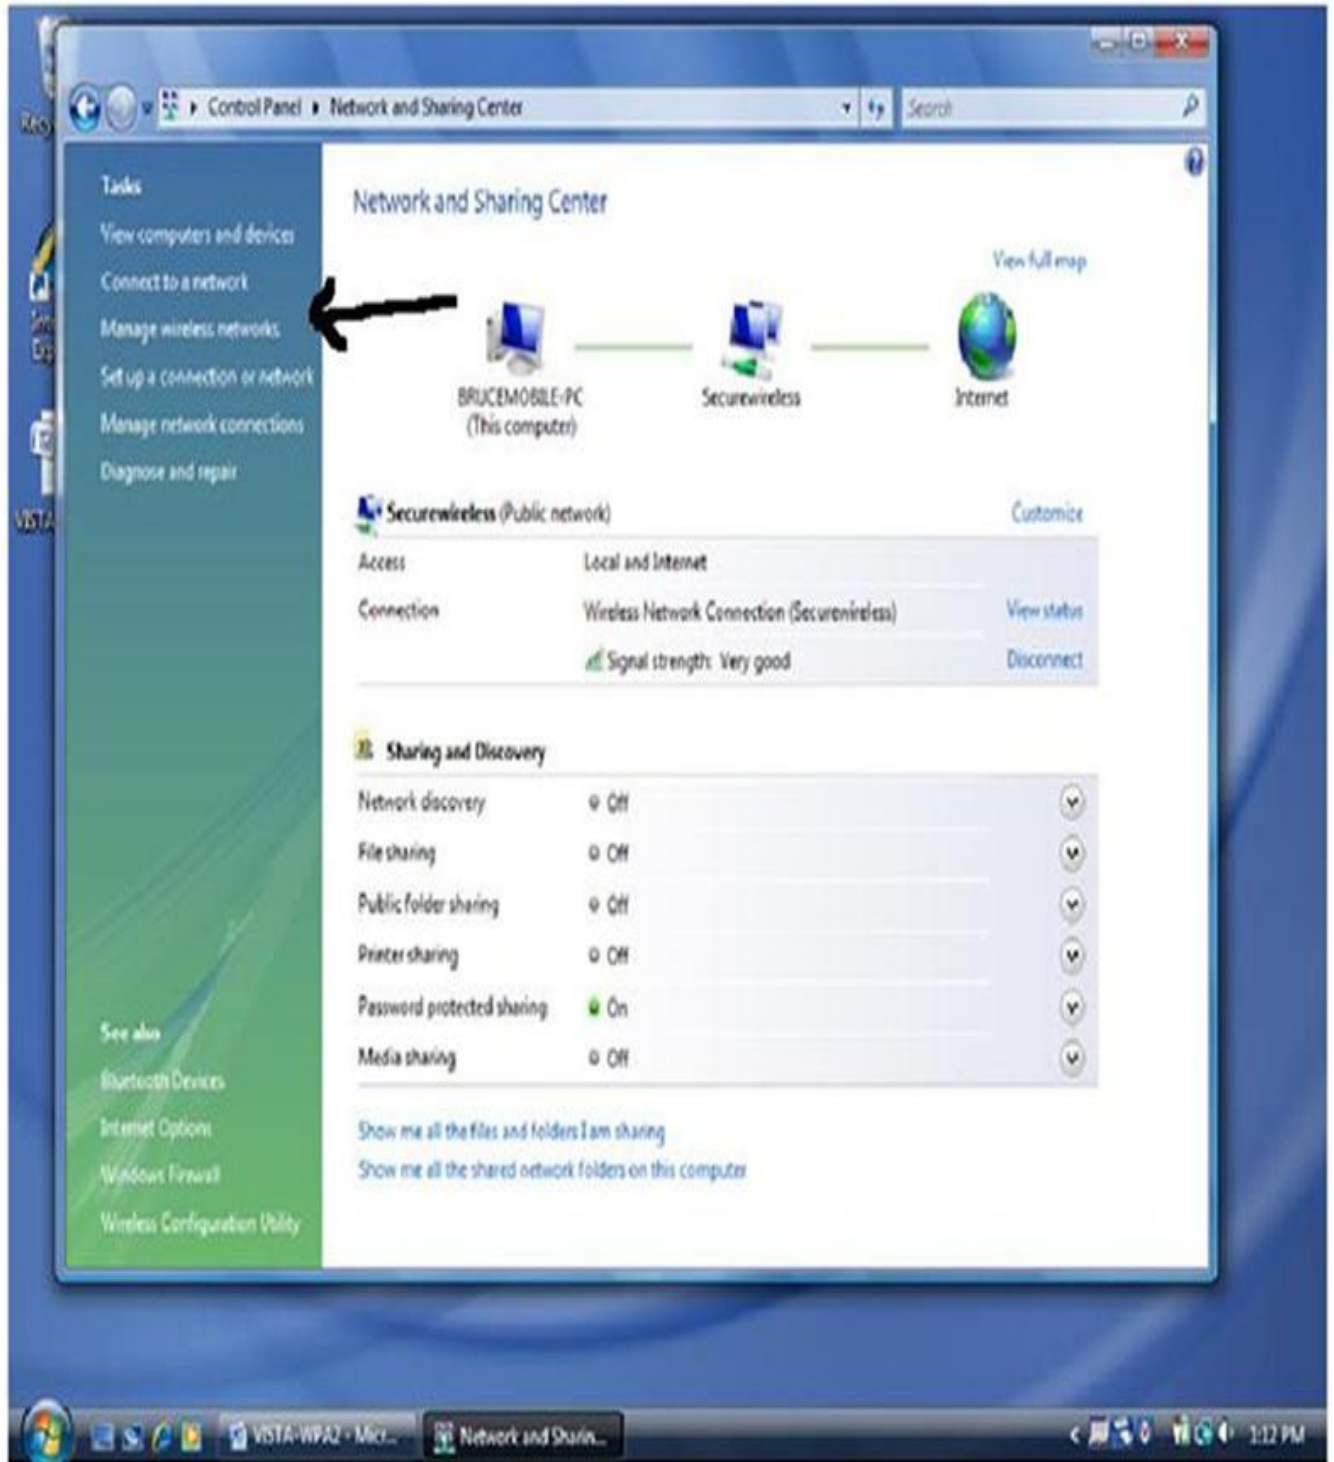 Control Panel
Network and Sharing Center
Search
Tasks
View computers and devices
Connect to a network
Manage wireless networks
Set up a connection or network
Manage network connections
Diagnose and repair
See also
Bluetooth Devices
Internet Options
Windows Firewall
Wireless Configuration Utility
Network and Sharing Center
View full map
BRUCEMOBILE-PC
(This computer)
Securewireless
Internet
Securewireless (Public network) Customize
Access Local and Internet
Connection Wireless Network Connection (Securewireless) View status
Signal strength: Very good Disconnect
Sharing and Discovery
Network discovery Off
File sharing Off
Public folder sharing Off
Printer sharing Off
Password protected sharing On
Media sharing Off
Show me all the files and folders I am sharing
Show me all the shared network folders on this computer
VISTA-WPA2 - Micr...
Network and Sharin...
1:12 PM